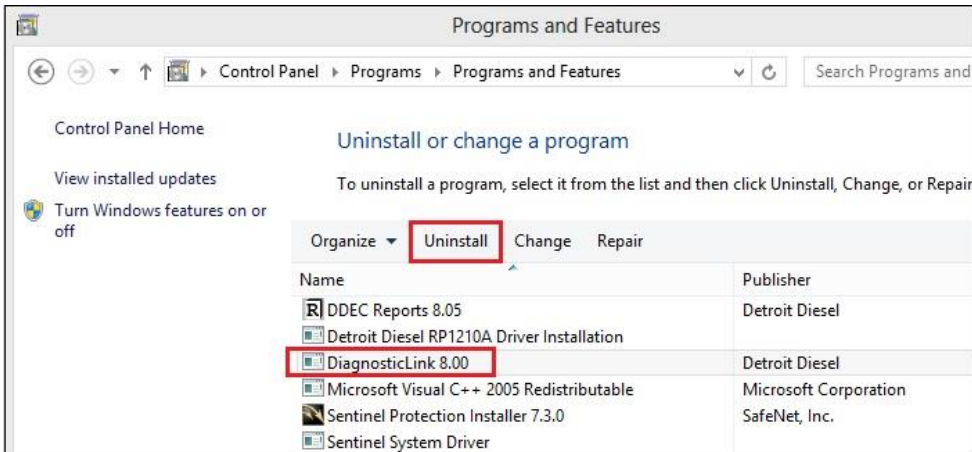 Programs and Features
Control Panel Programs Programs and Features
Search Programs and
Control Panel Home
View installed updates
Turn Windows features on or
off
Uninstall or change a program
To uninstall a program, select it from the list and then click Uninstall, Change, or Repair
Organize Uninstall Change Repair
Name Publisher
DDEC Reports 8.05 Detroit Diesel
Detroit Diesel RP1210A Driver Installation
DiagnosticLink 8.00 Detroit Diesel
Microsoft Visual C++ 2005 Redistributable Microsoft Corporation
Sentinel Protection Installer 7.3.0 SafeNet, Inc.
Sentinel System Driver